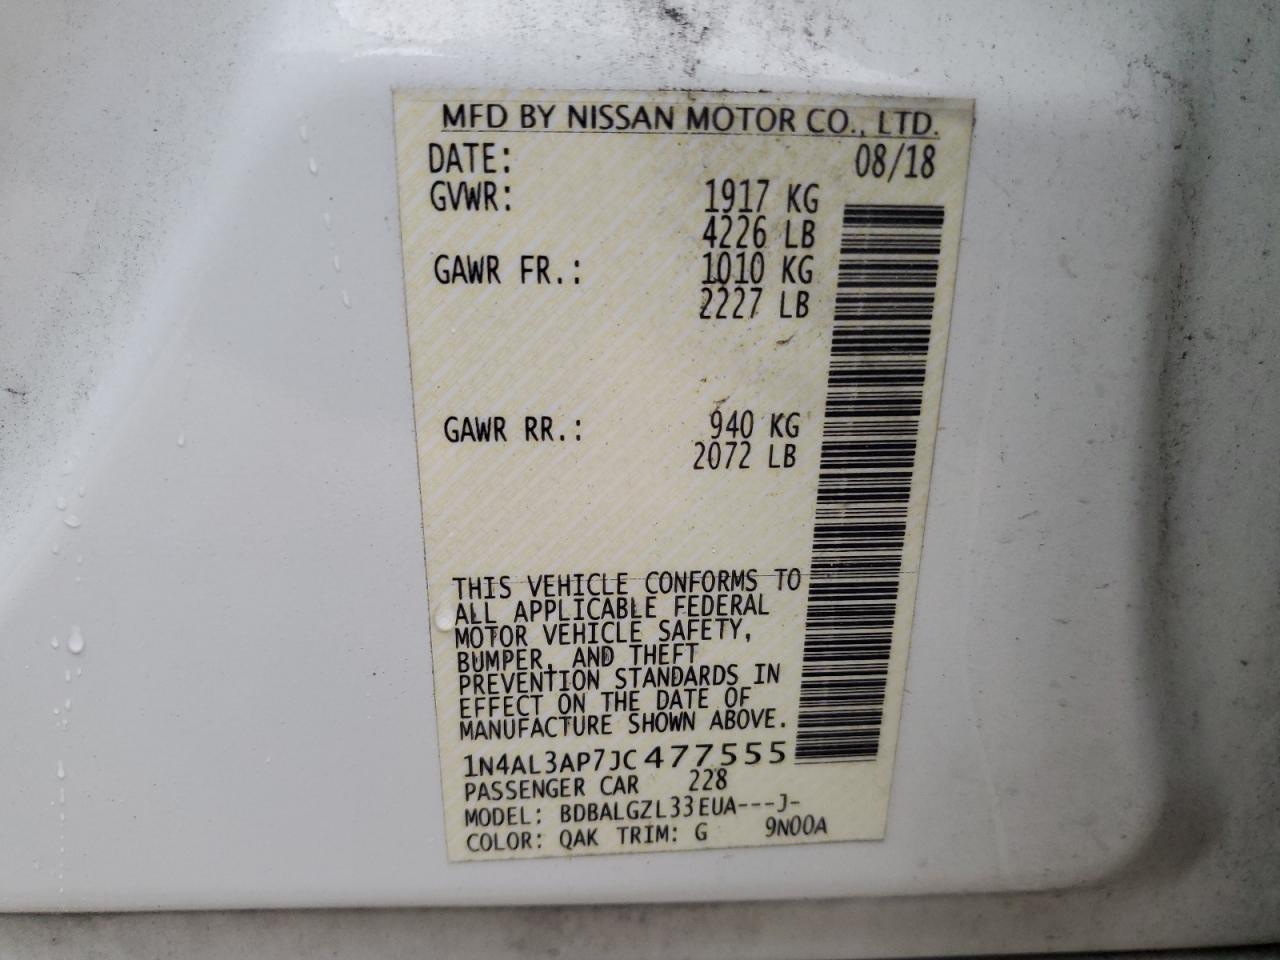 MFD BY NISSAN MOTOR CO., LTD.
DATE: 08/18
GVWR: 1917 KG
4226 LB
GAWR FR.: 1010 KG
2227 LB
GAWR RR.: 940 KG
2072 LB
THIS VEHICLE CONFORMS TO
ALL APPLICABLE FEDERAL
MOTOR VEHICLE SAFETY,
BUMPER, AND THEFT
PREVENTION STANDARDS IN
EFFECT ON THE DATE OF
MANUFACTURE SHOWN ABOVE.
1N4AL3AP7JC477555
PASSENGER CAR 228
MODEL: BDBALGZL33EUA---J-
COLOR: QAK TRIM: G 9N00A